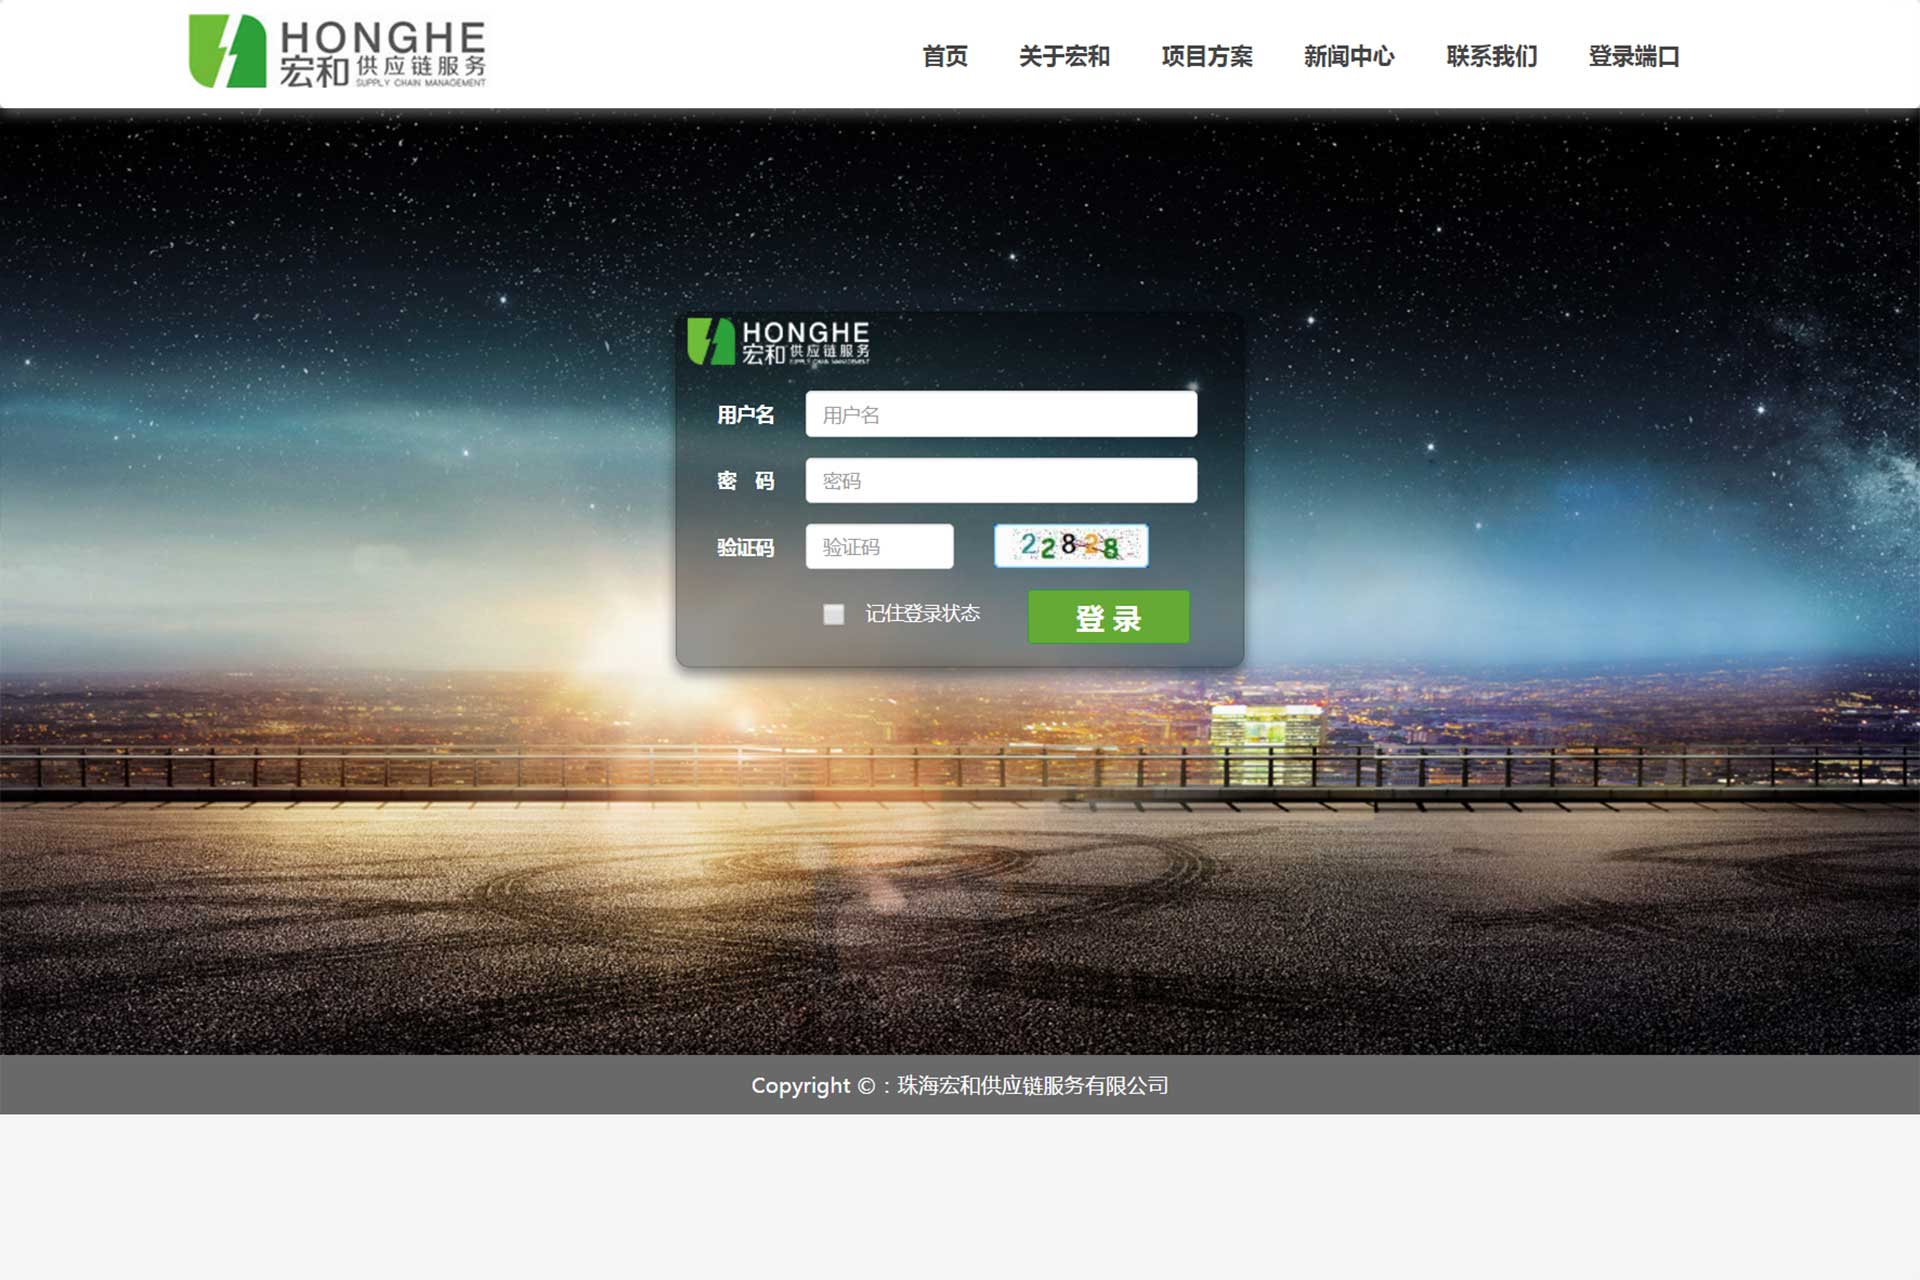 HONGHE
宏和 供应链服务
SUPPLY CHAIN MANAGEMENT
首页 关于宏和 项目方案 新闻中心 联系我们 登录端口
HONGHE
宏和 供应链服务
SUPPLY CHAIN MANAGEMENT
用户名 用户名
密 码 密码
验证码 验证码 22828
记住登录状态 登 录
Copyright © : 珠海宏和供应链服务有限公司